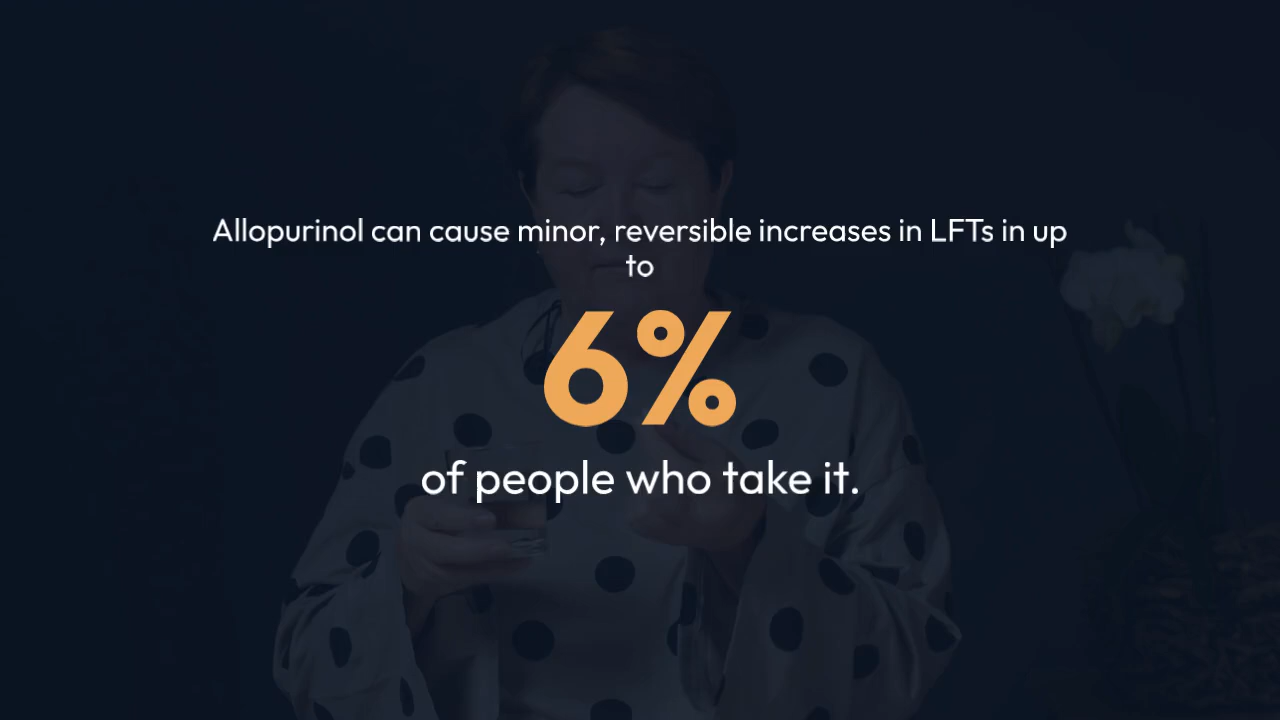 Allopurinol can cause minor, reversible increases in LFTs in up
to
6%
of people who take it.